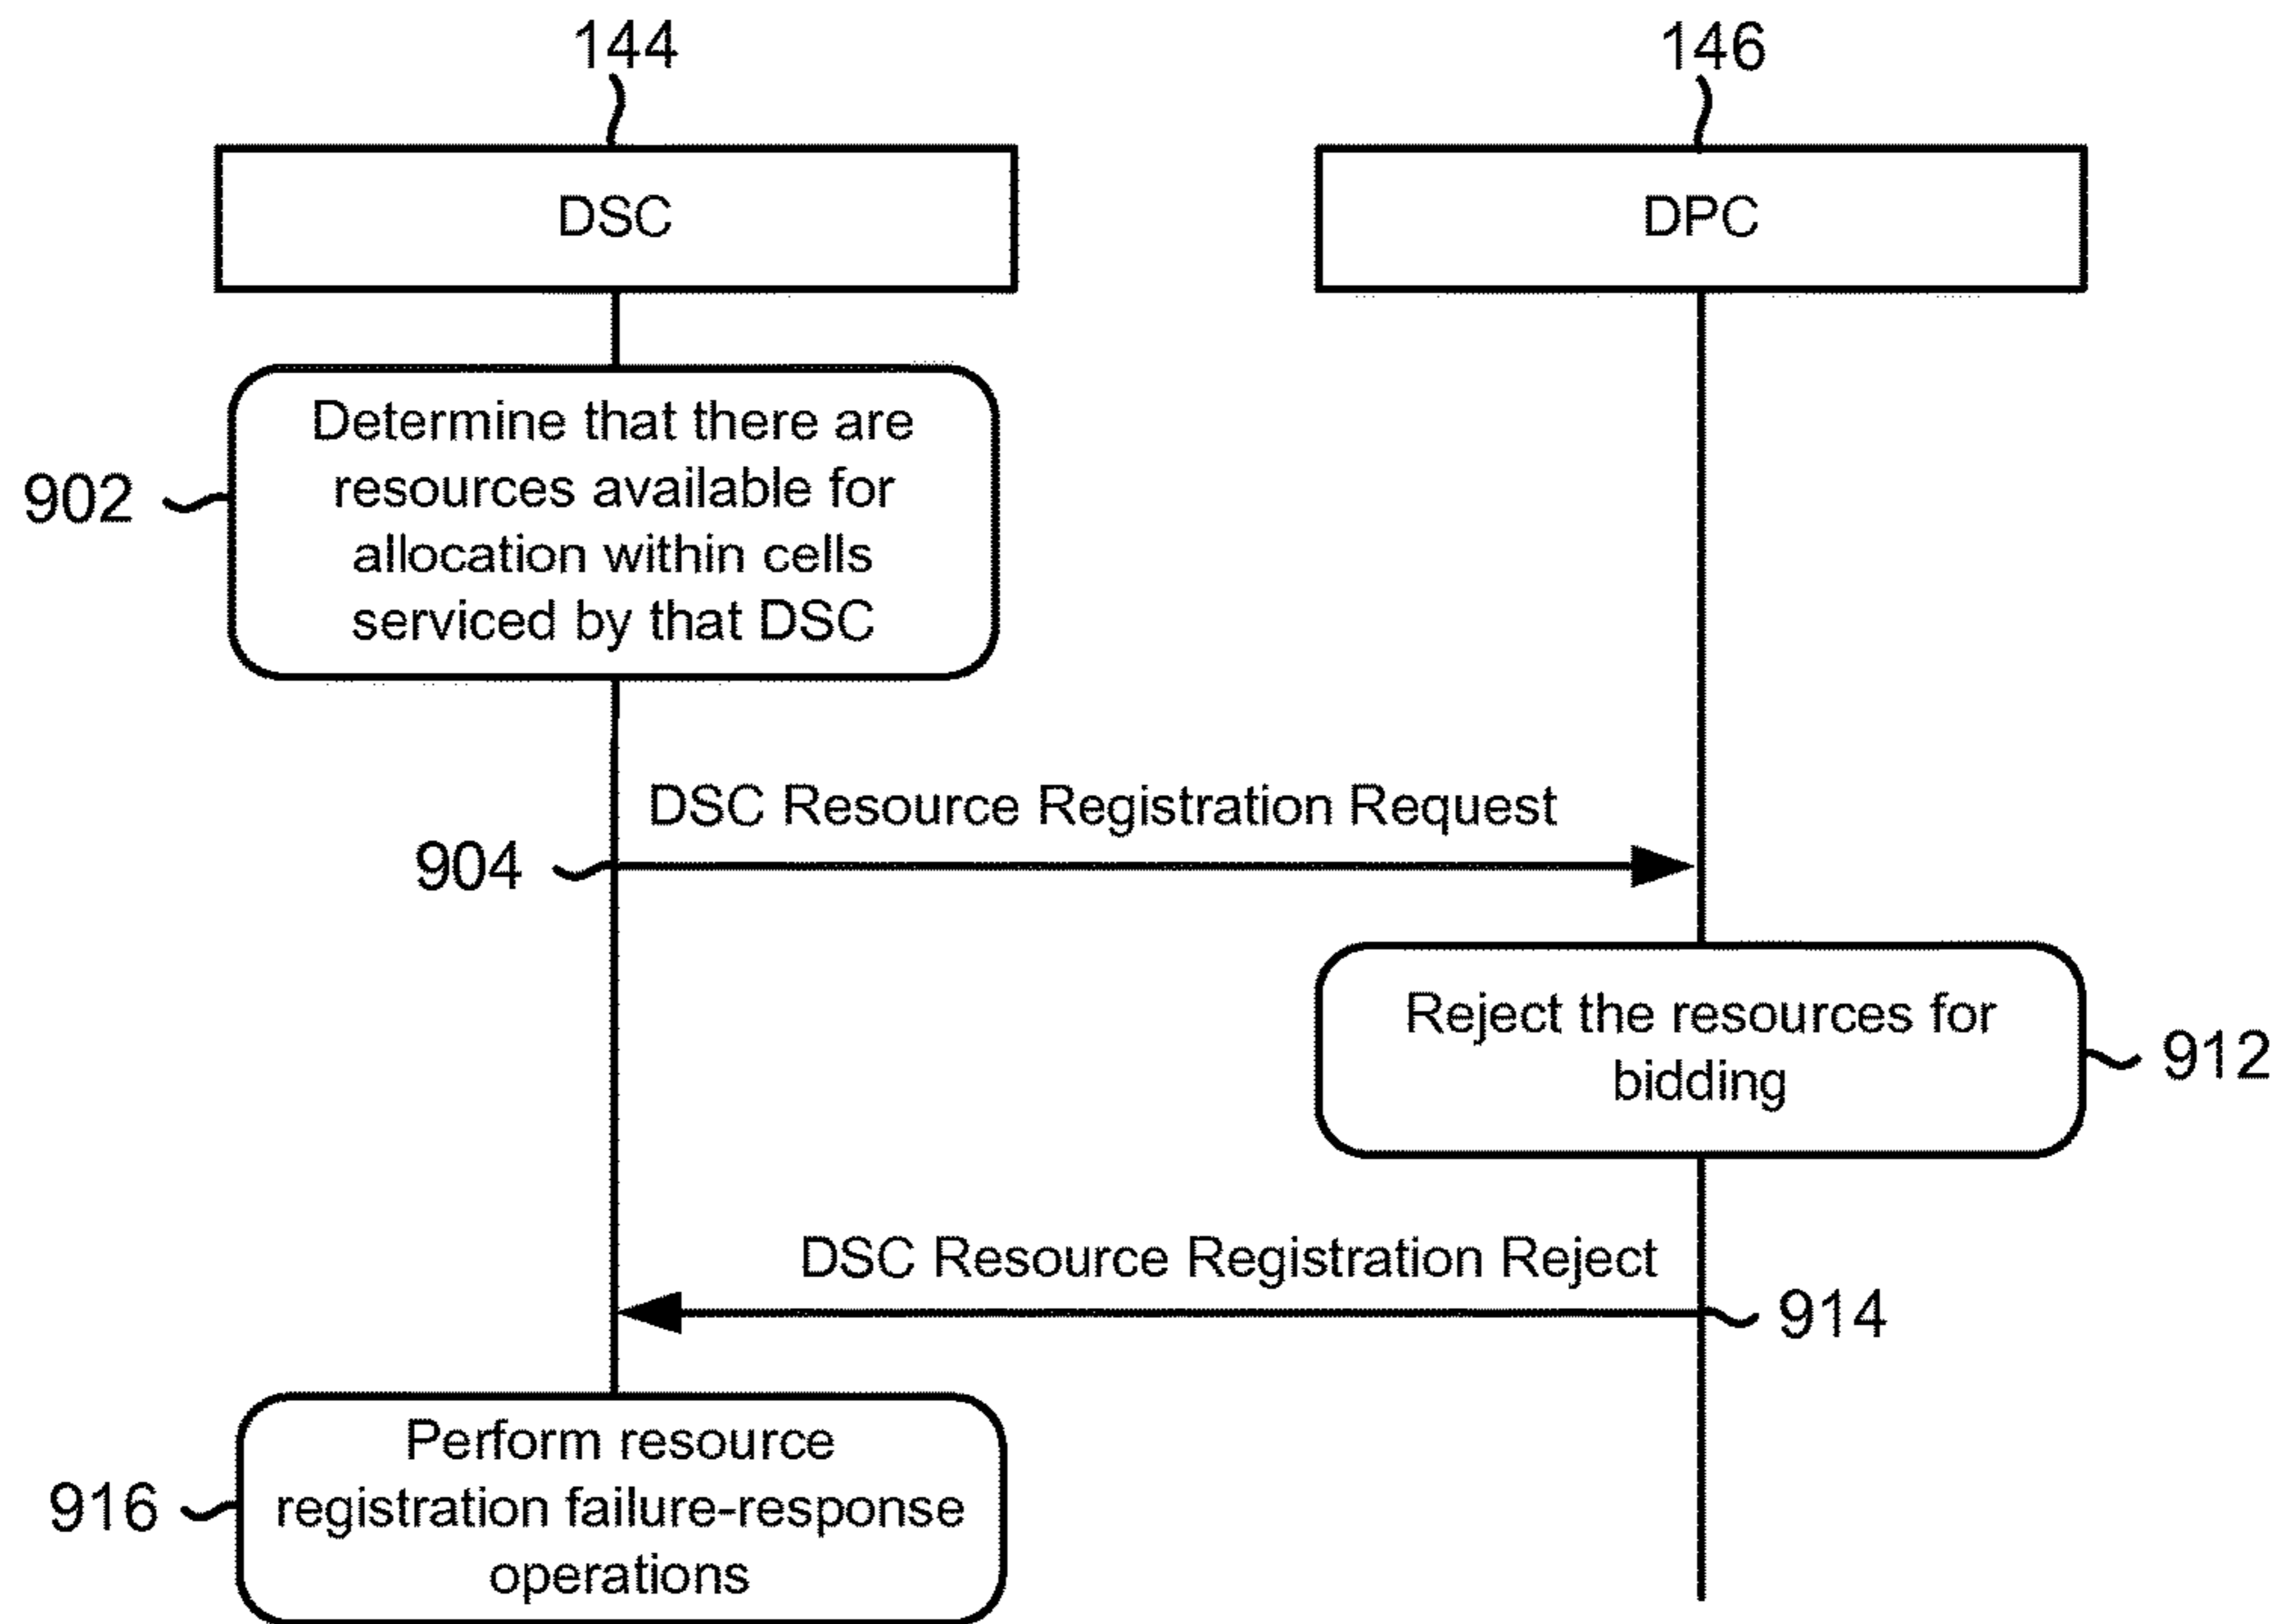 144
146
DSC
DPC
Determine that there are
resources available for
allocation within cells
serviced by that DSC
902
DSC Resource Registration Request
904
Reject the resources for
bidding
912
DSC Resource Registration Reject
914
Perform resource
registration failure-response
operations
916